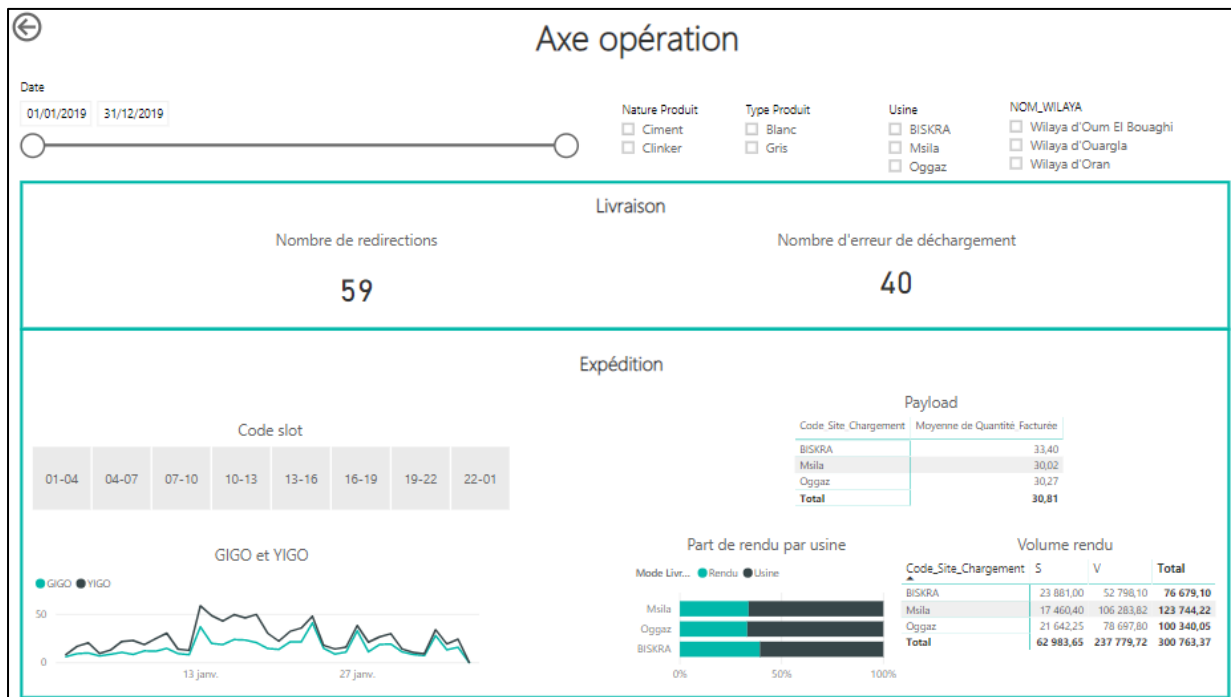 Axe opération
Date
01/01/2019 31/12/2019
Nature Produit
Ciment
Clinker
Type Produit
Blanc
Gris
Usine
BISKRA
Msila
Oggaz
NOM_WILAYA
Wilaya d'Oum El Bouaghi
Wilaya d'Ouargla
Wilaya d'Oran
Livraison
Nombre de redirections
59
Nombre d'erreur de déchargement
40
Expédition
Code slot
01-04 04-07 07-10 10-13 13-16 16-19 19-22 22-01
Payload
Code_Site_Chargement Moyenne de Quantité_Facturée
BISKRA 33,40
Msila 30,02
Oggaz 30,27
Total 30,81
GIGO et YIGO
GIGO YIGO
50
0
13 janv. 27 janv.
Part de rendu par usine
Mode Livr... Rendu Usine
Msila
Oggaz
BISKRA
0% 50% 100%
Volume rendu
Code_Site_Chargement S V Total
BISKRA 23 881,00 52 798,10 76 679,10
Msila 17 460,40 106 283,82 123 744,22
Oggaz 21 642,25 78 697,80 100 340,05
Total 62 983,65 237 779,72 300 763,37